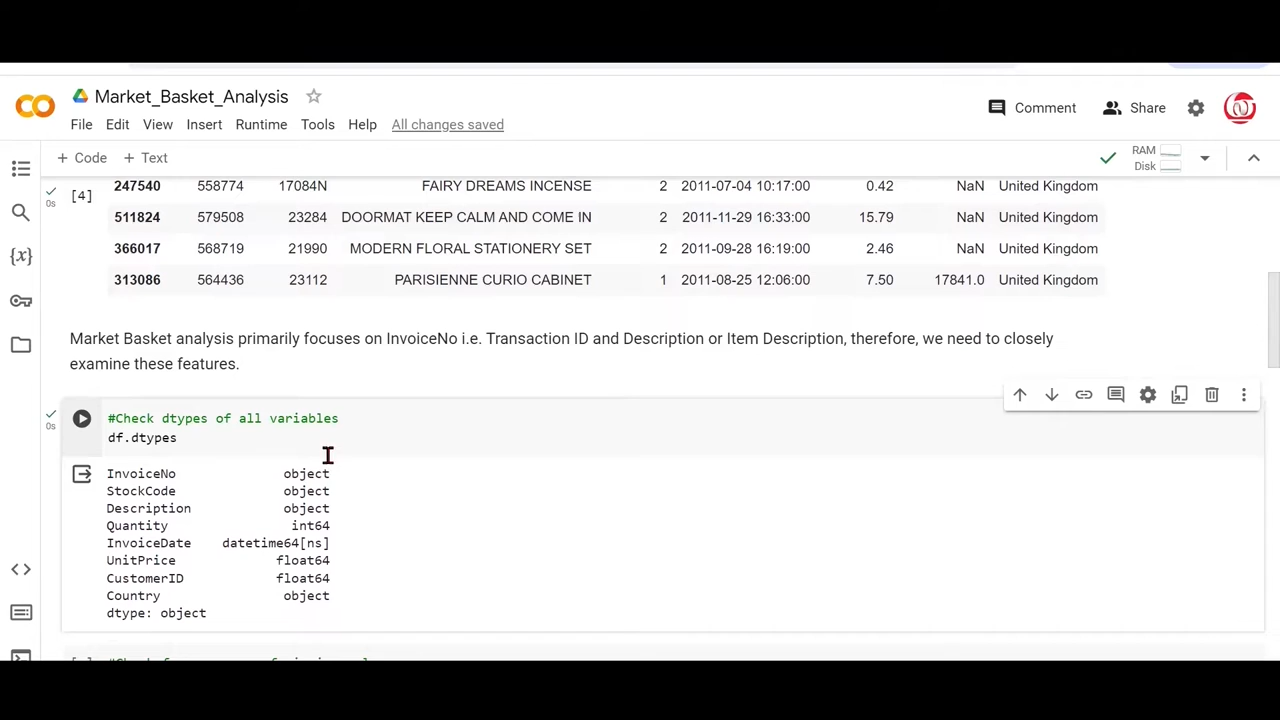 Market_Basket_Analysis
File Edit View Insert Runtime Tools Help All changes saved
Comment Share
+ Code + Text
RAM
Disk
[4]
0s
247540 558774 17084N FAIRY DREAMS INCENSE 2 2011-07-04 10:17:00 0.42 NaN United Kingdom
511824 579508 23284 DOORMAT KEEP CALM AND COME IN 2 2011-11-29 16:33:00 15.79 NaN United Kingdom
366017 568719 21990 MODERN FLORAL STATIONERY SET 2 2011-09-28 16:19:00 2.46 NaN United Kingdom
313086 564436 23112 PARISIENNE CURIO CABINET 1 2011-08-25 12:06:00 7.50 17841.0 United Kingdom
Market Basket analysis primarily focuses on InvoiceNo i.e. Transaction ID and Description or Item Description, therefore, we need to closely
examine these features.
0s
#Check dtypes of all variables
df.dtypes
InvoiceNo object
StockCode object
Description object
Quantity int64
InvoiceDate datetime64[ns]
UnitPrice float64
CustomerID float64
Country object
dtype: object